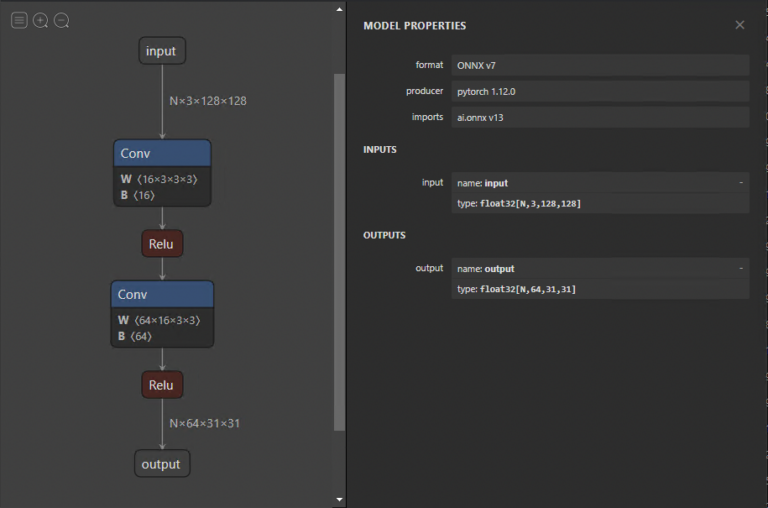 input
N×3×128×128
Conv
W ⟨16×3×3×3⟩
B ⟨16⟩
Relu
Conv
W ⟨64×16×3×3⟩
B ⟨64⟩
Relu
N×64×31×31
output
MODEL PROPERTIES
format ONNX v7
producer pytorch 1.12.0
imports ai.onnx v13
INPUTS
input name: input -
type: float32[N,3,128,128]
OUTPUTS
output name: output -
type: float32[N,64,31,31]